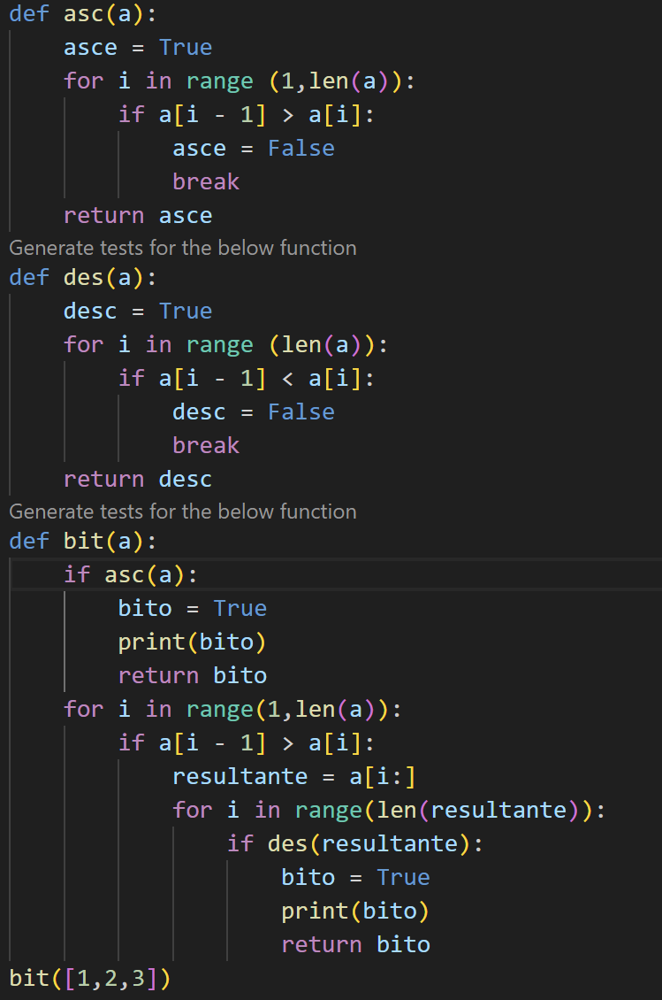 def asc(a):
    asce = True
    for i in range (1,len(a)):
        if a[i - 1] > a[i]:
            asce = False
            break
    return asce
Generate tests for the below function
def des(a):
    desc = True
    for i in range (len(a)):
        if a[i - 1] < a[i]:
            desc = False
            break
    return desc
Generate tests for the below function
def bit(a):
    if asc(a):
        bito = True
        print(bito)
        return bito
    for i in range(1,len(a)):
        if a[i - 1] > a[i]:
            resultante = a[i:]
            for i in range(len(resultante)):
                if des(resultante):
                    bito = True
                    print(bito)
                    return bito
bit([1,2,3])